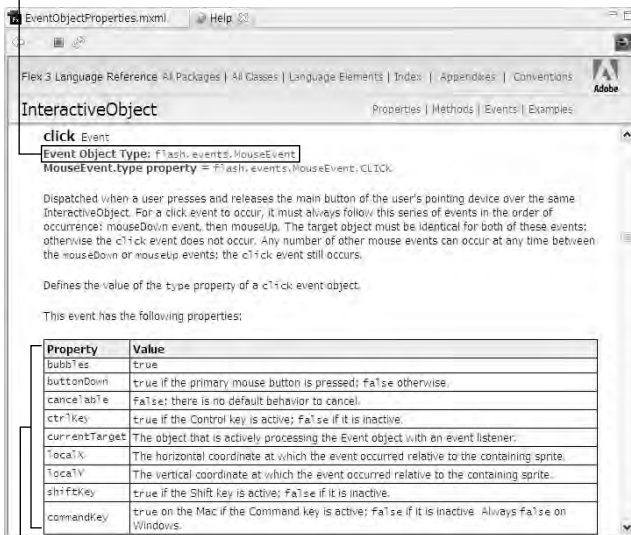 EventObjectProperties.mxml Help
Flex 3 Language Reference All Packages | All Classes | Language Elements | Index | Appendixes | Conventions
Adobe
InteractiveObject Properties | Methods | Events | Examples
click Event
Event Object Type: flash.events.MouseEvent
MouseEvent.type property = flash.events.MouseEvent.CLICK
Dispatched when a user presses and releases the main button of the user's pointing device over the same
InteractiveObject. For a click event to occur, it must always follow this series of events in the order of
occurrence: mouseDown event, then mouseUp. The target object must be identical for both of these events;
otherwise the click event does not occur. Any number of other mouse events can occur at any time between
the mouseDown or mouseUp events; the click event still occurs.
Defines the value of the type property of a click event object.
This event has the following properties:
Property Value
bubbles true
buttonDown true if the primary mouse button is pressed; false otherwise.
cancelable false; there is no default behavior to cancel.
ctrlKey true if the Control key is active; false if it is inactive.
currentTarget The object that is actively processing the Event object with an event listener.
localX The horizontal coordinate at which the event occurred relative to the containing sprite.
localY The vertical coordinate at which the event occurred relative to the containing sprite.
shiftKey true if the Shift key is active; false if it is inactive.
commandKey true on the Mac if the Command key is active; false if it is inactive. Always false on
Windows.